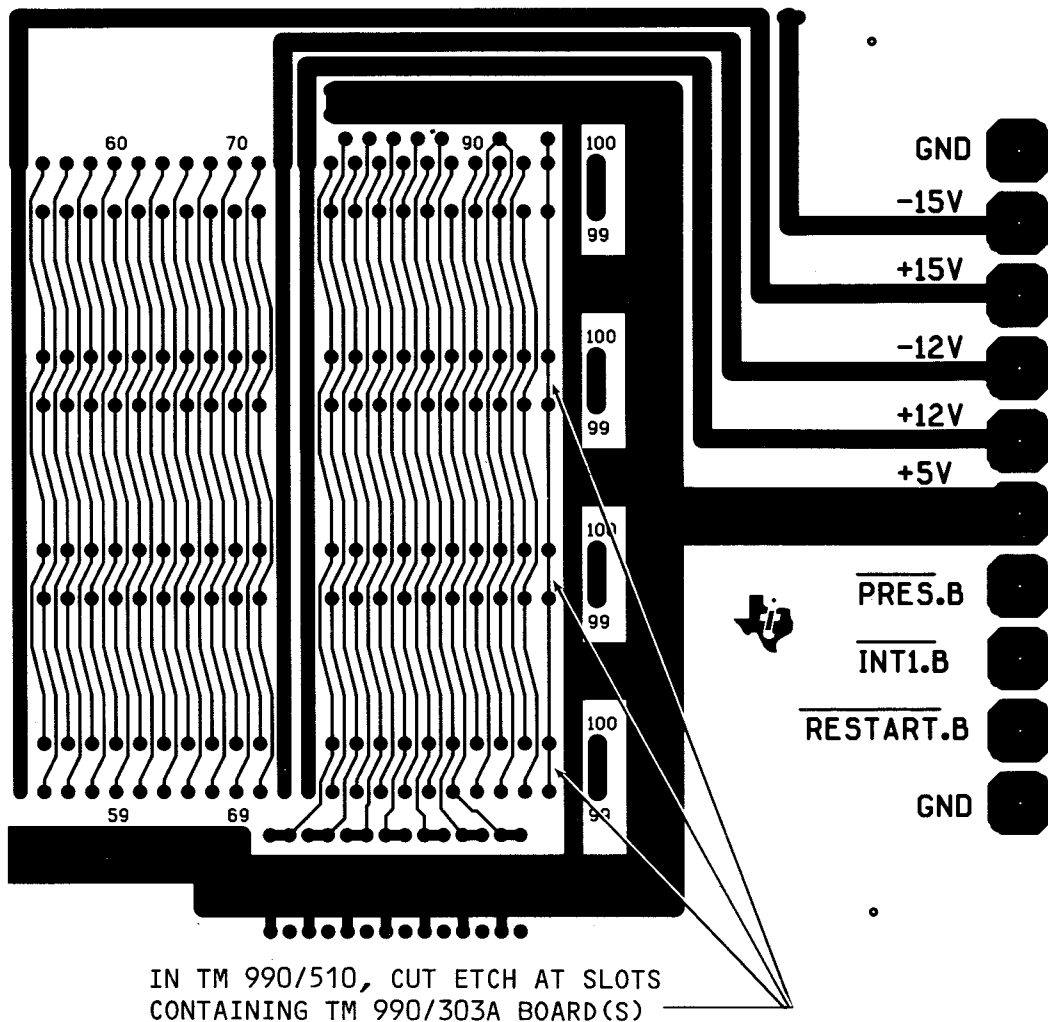 60 70 90 100
99
100
99
100
99
100
99
59 69
GND
-15V
+15V
-12V
+12V
+5V
PRES.B
INT1.B
RESTART.B
GND
IN TM 990/510, CUT ETCH AT SLOTS
CONTAINING TM 990/303A BOARD(S)